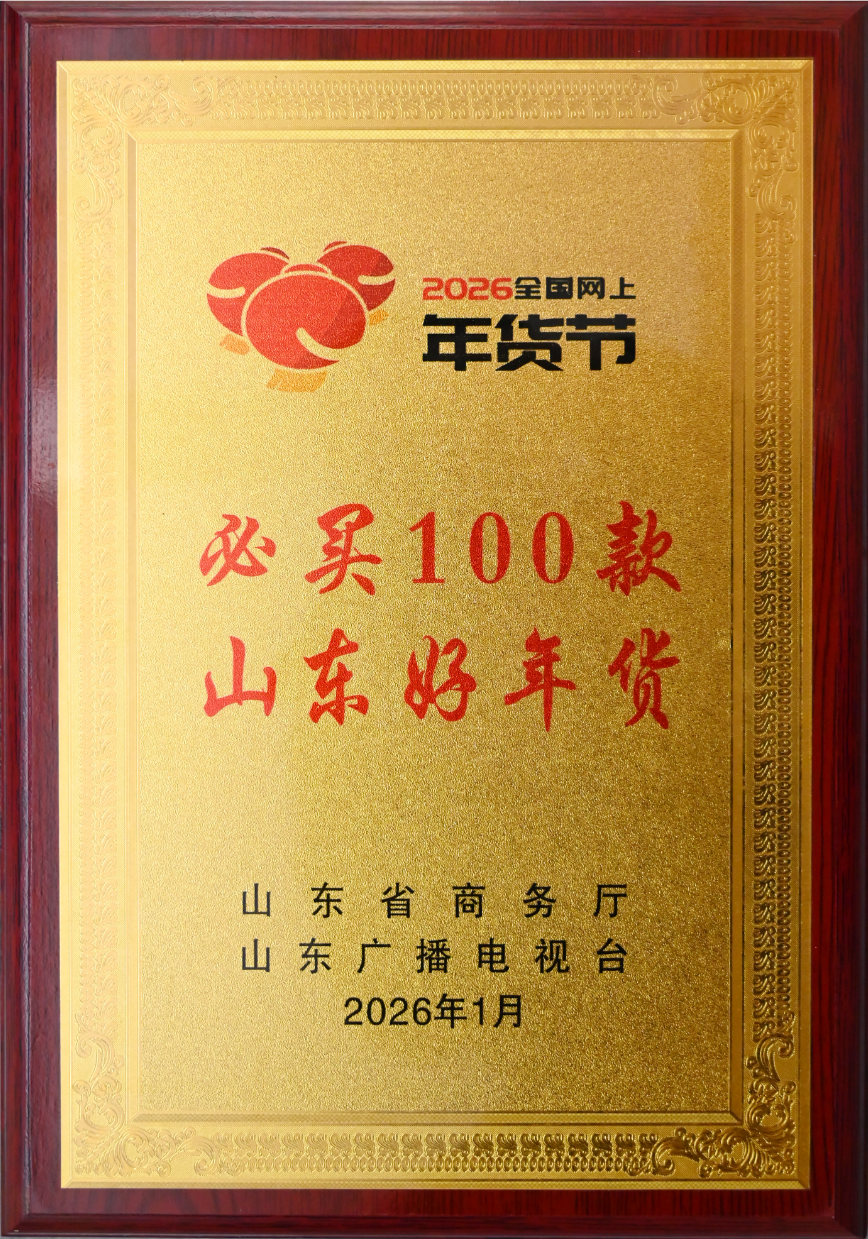 2026全国网上
年货节
必买100款
山东好年货
山东省商务厅
山东广播电视台
2026年1月